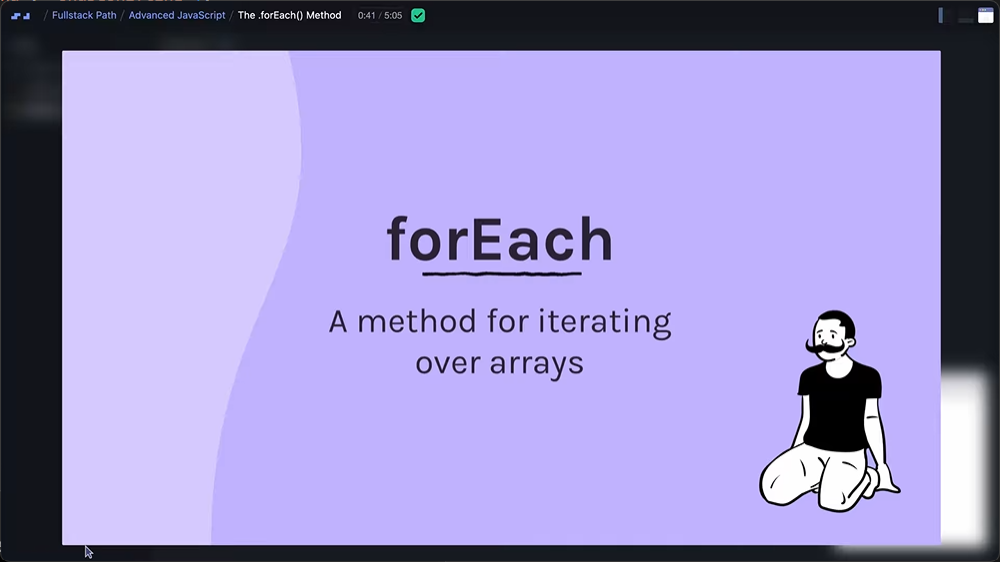 / Fullstack Path / Advanced JavaScript / The .forEach() Method 0:41 / 5:05
forEach
A method for iterating
over arrays